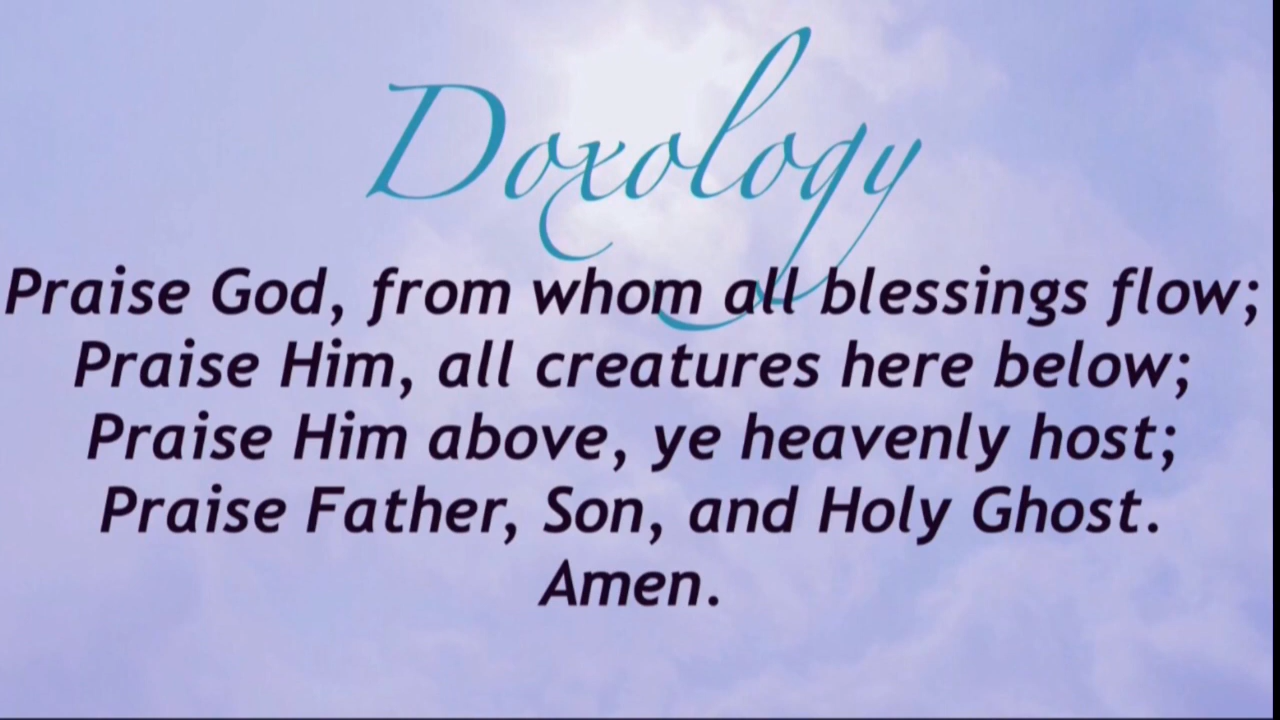 Doxology
Praise God, from whom all blessings flow;
Praise Him, all creatures here below;
Praise Him above, ye heavenly host;
Praise Father, Son, and Holy Ghost.
Amen.